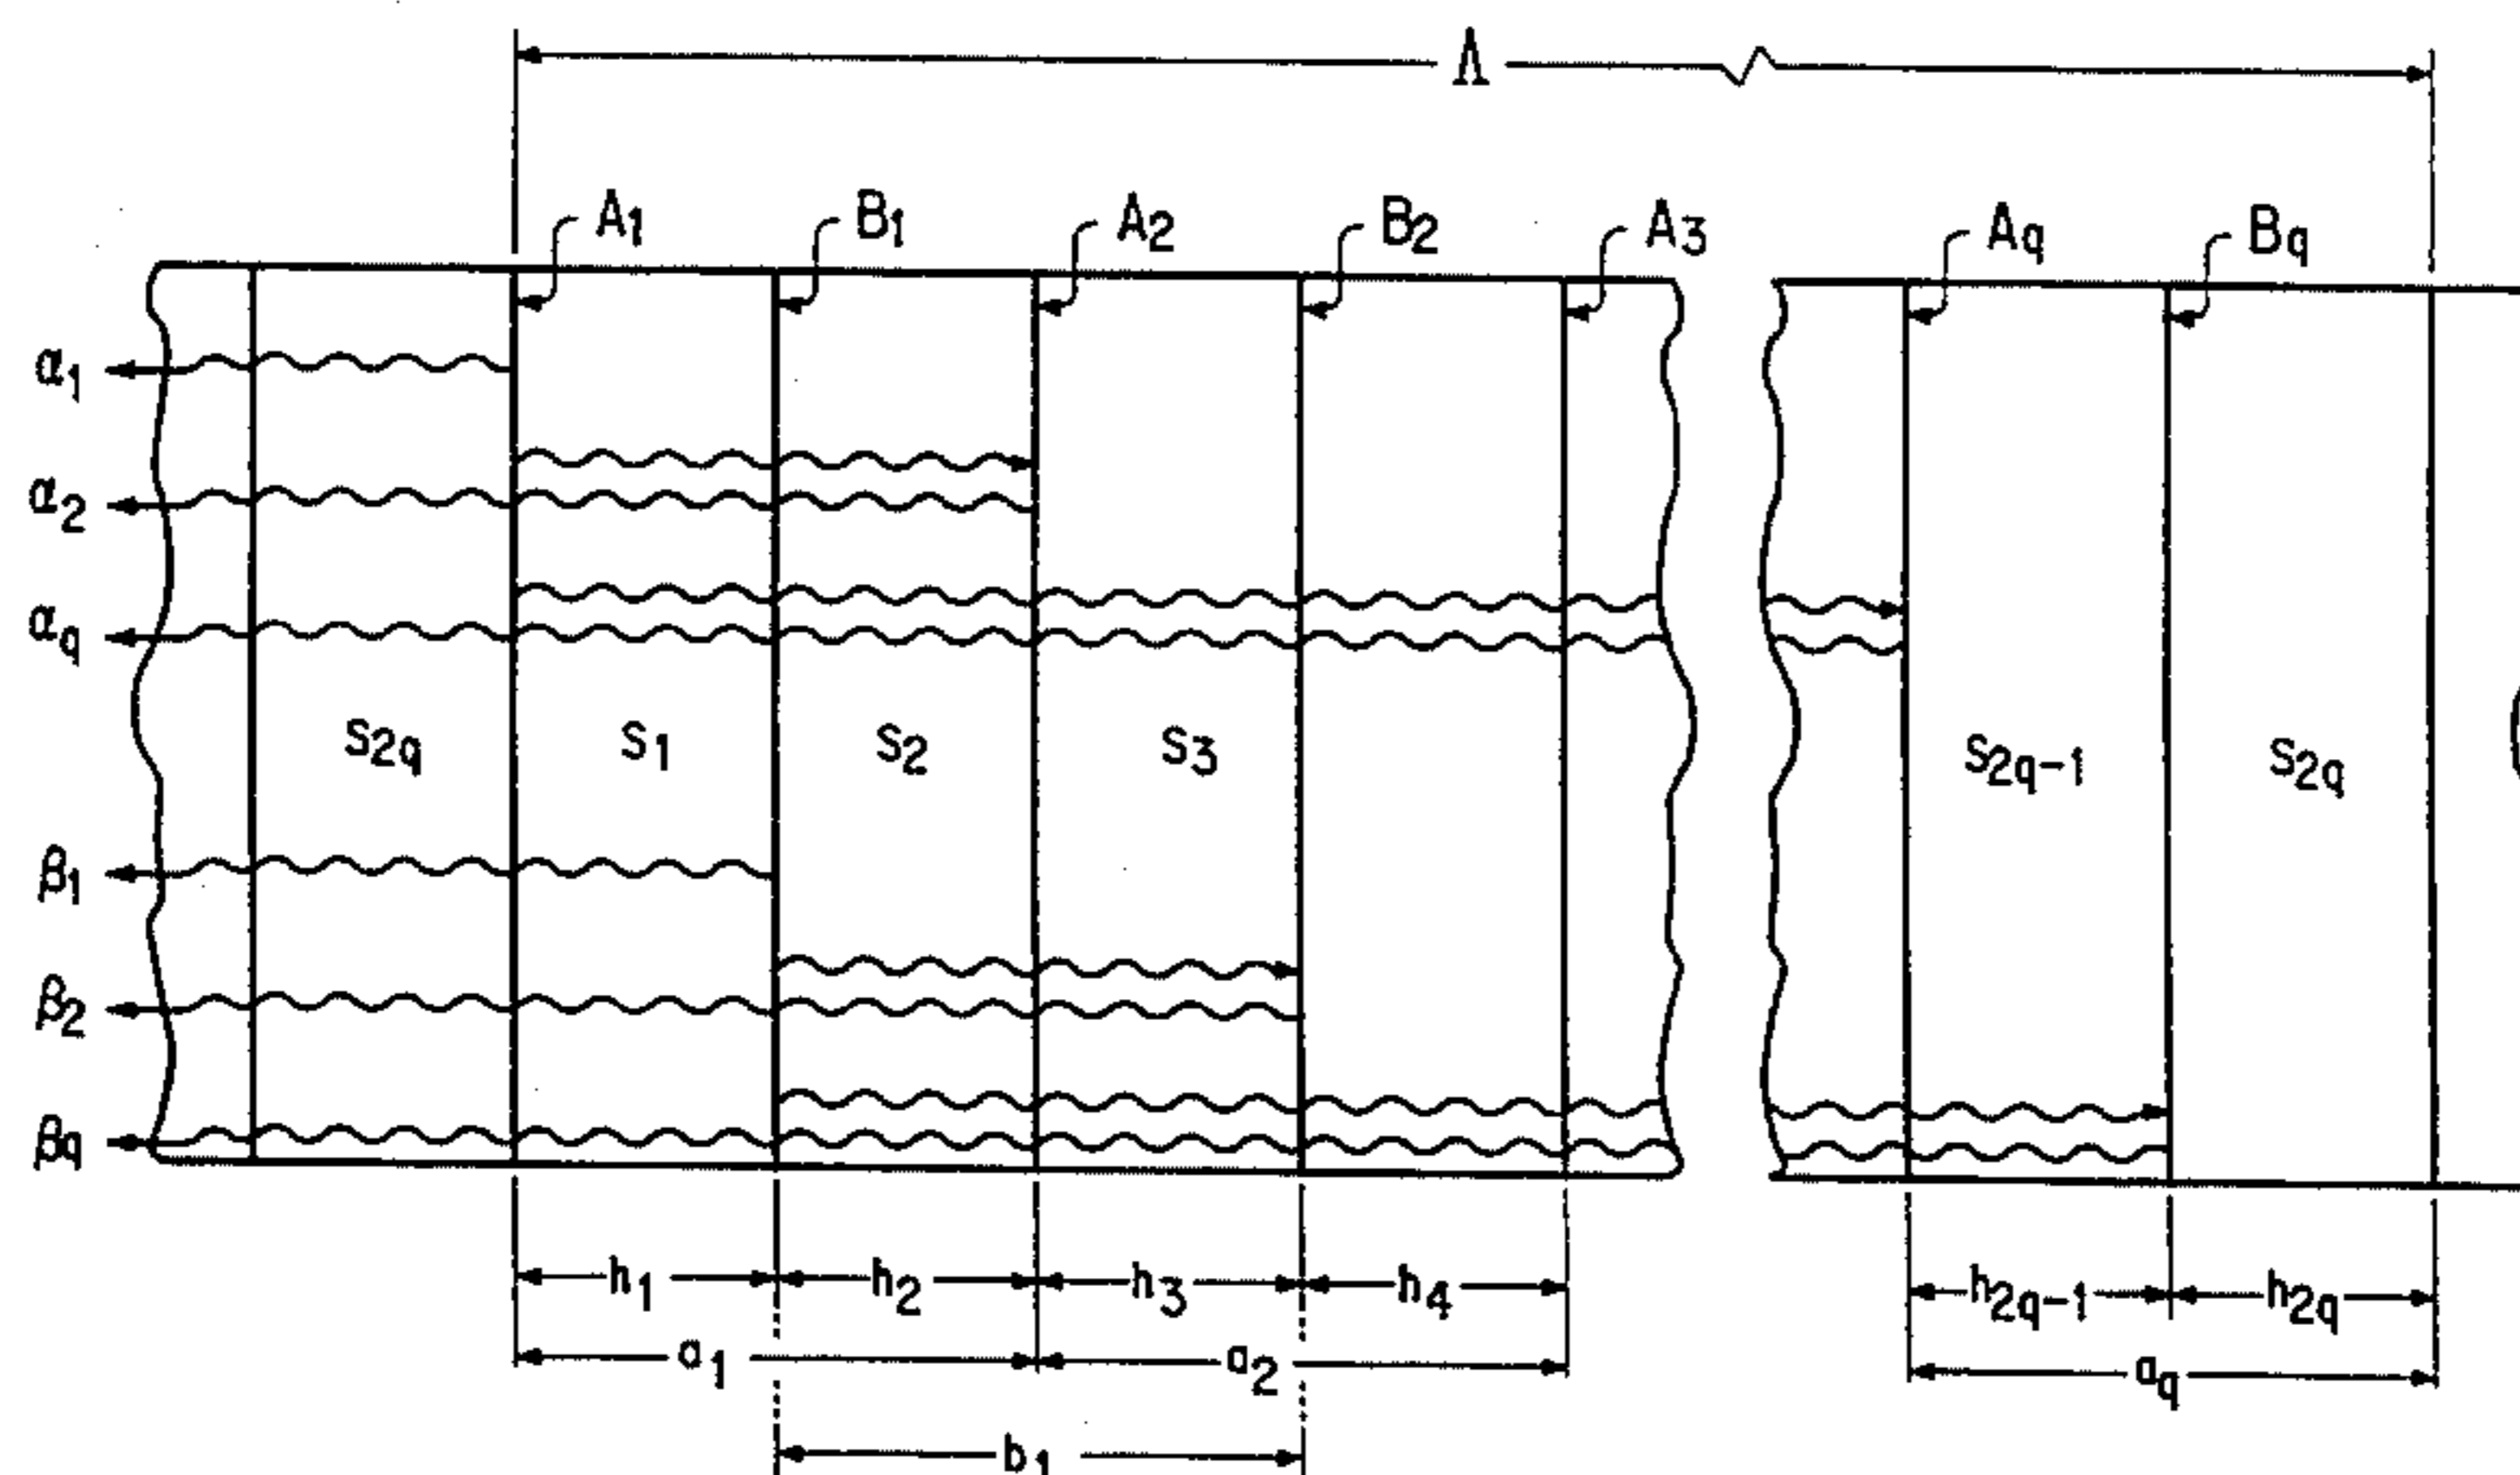 Λ
A1 B1 A2 B2 A3 Aq Bq
α1
α2
αq
S2q S1 S2 S3 S2q-1 S2q
β1
β2
βq
h1 h2 h3 h4 h2q-1 h2q
a1 a2 aq
b1